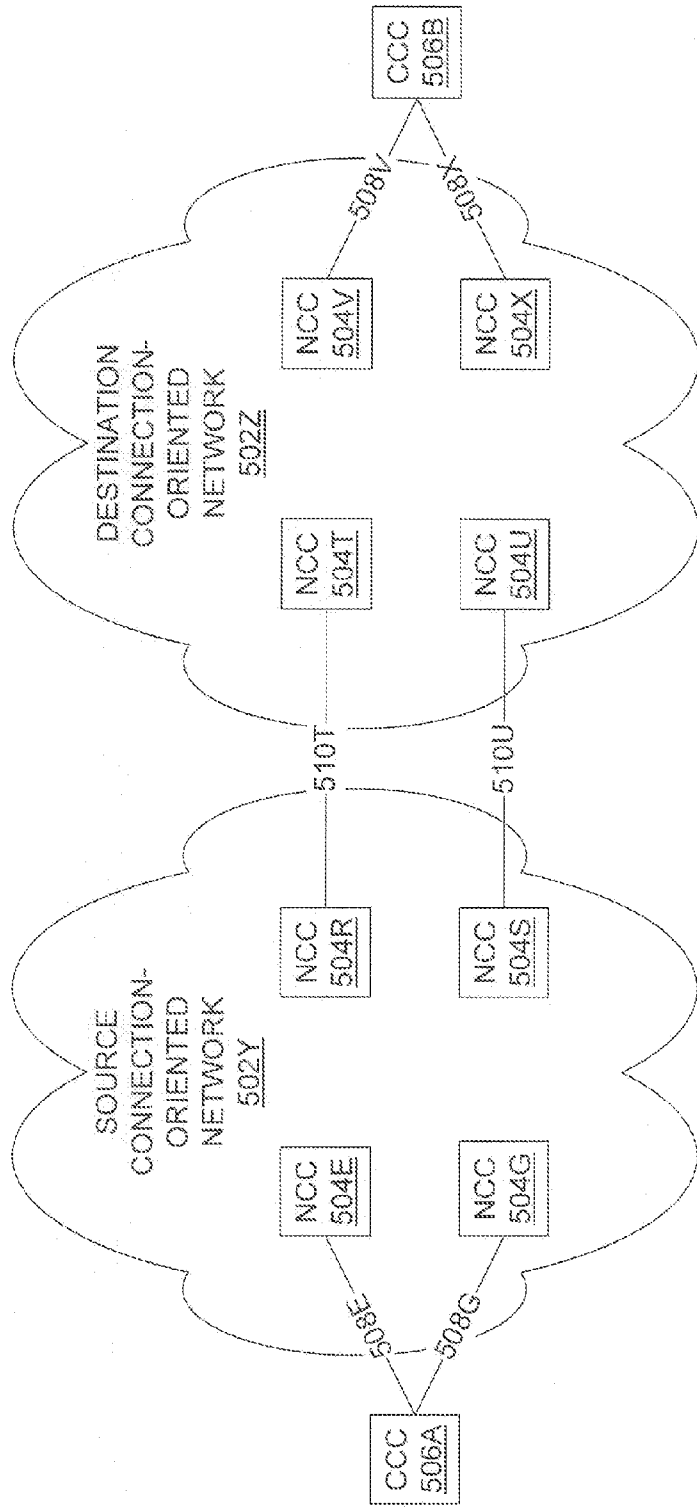 SOURCE
CONNECTION-
ORIENTED
NETWORK
502Y
DESTINATION
CONNECTION-
ORIENTED
NETWORK
502Z
CCC
506A
508E
508G
NCC
504E
NCC
504G
NCC
504R
NCC
504S
510T
510U
NCC
504T
NCC
504U
NCC
504V
NCC
504X
508V
508X
CCC
506B